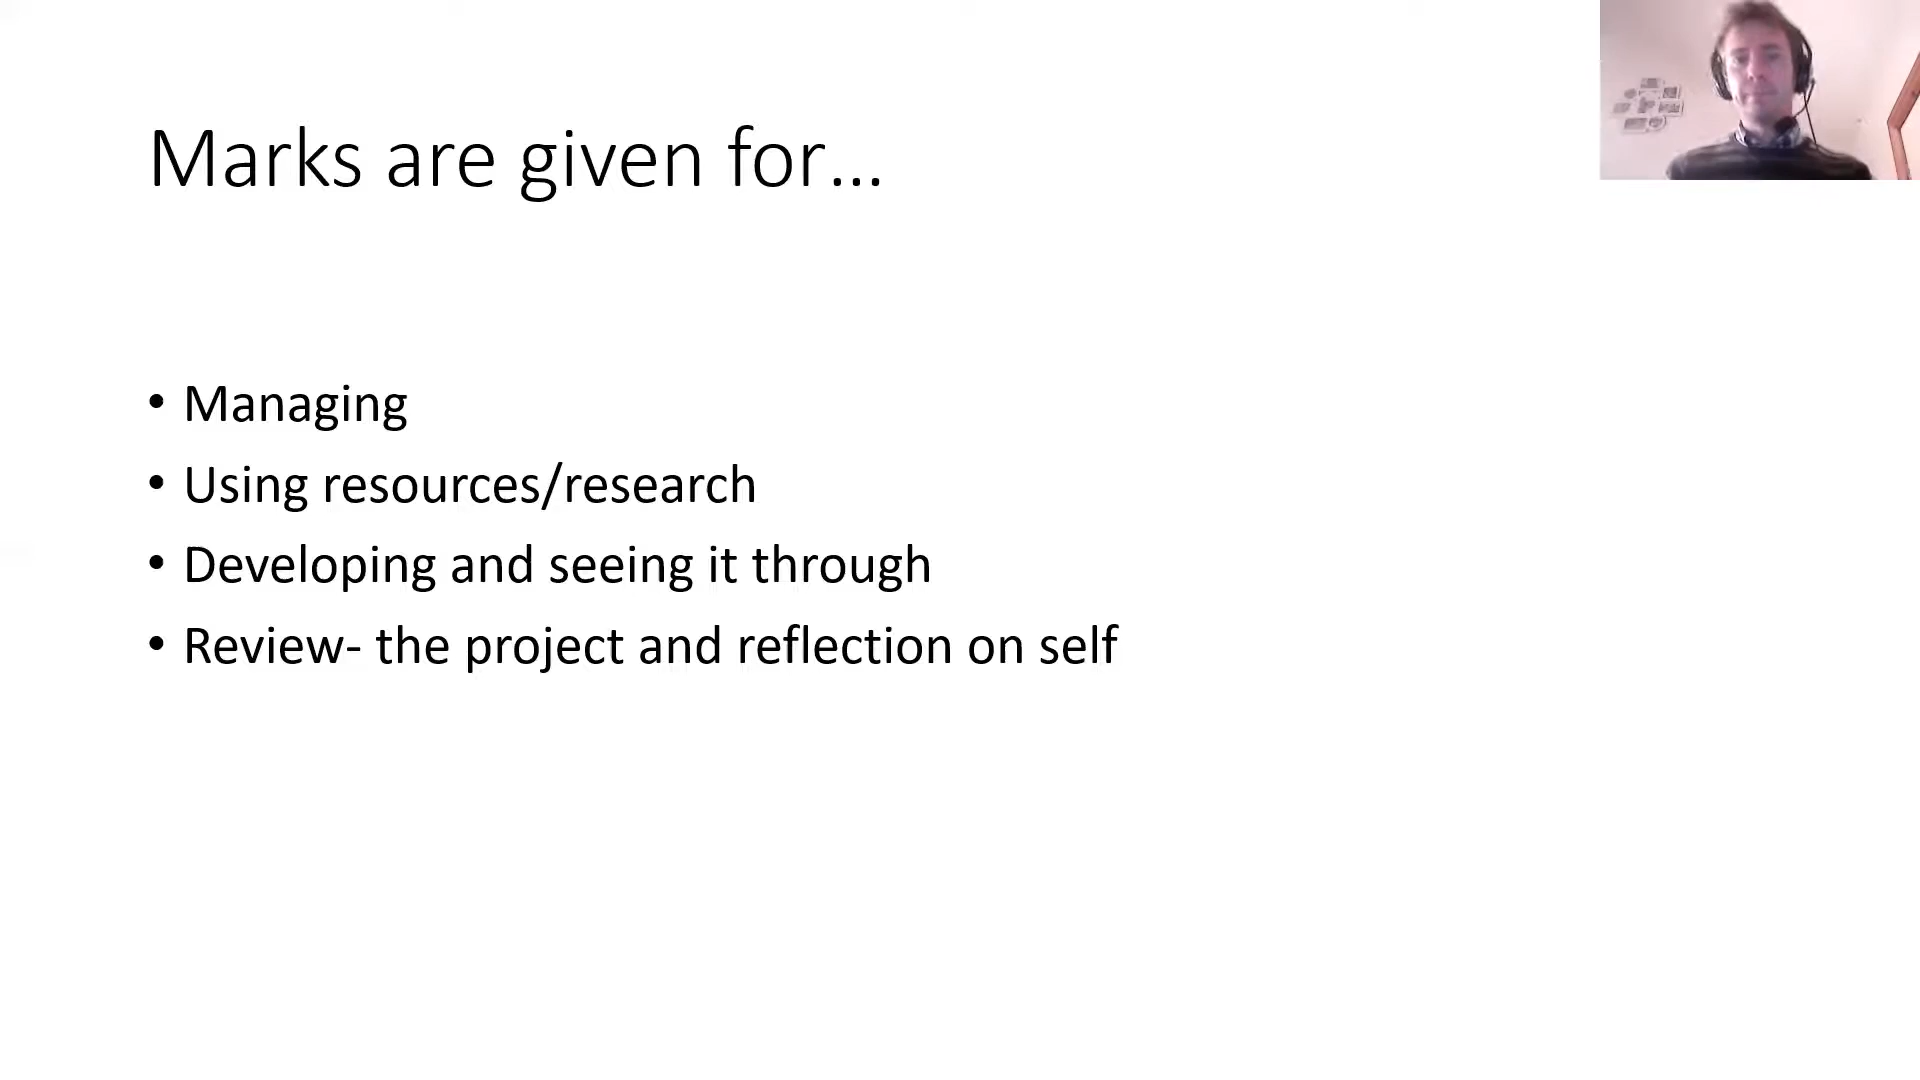 Marks are given for...
• Managing
• Using resources/research
• Developing and seeing it through
• Review- the project and reflection on self